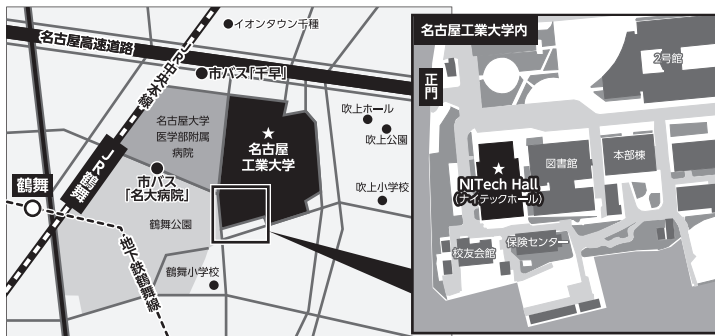 イオンタウン千種
名古屋高速道路
JR中央本線
市バス「千早」
名古屋大学
医学部附属
病院
名古屋
工業大学
吹上ホール
吹上公園
吹上小学校
JR鶴舞
鶴舞
市バス
「名大病院」
鶴舞公園
地下鉄鶴舞線
鶴舞小学校
名古屋工業大学内
正門
2号館
図書館
本部棟
NITech Hall
(ナイテックホール)
校友会館
保険センター